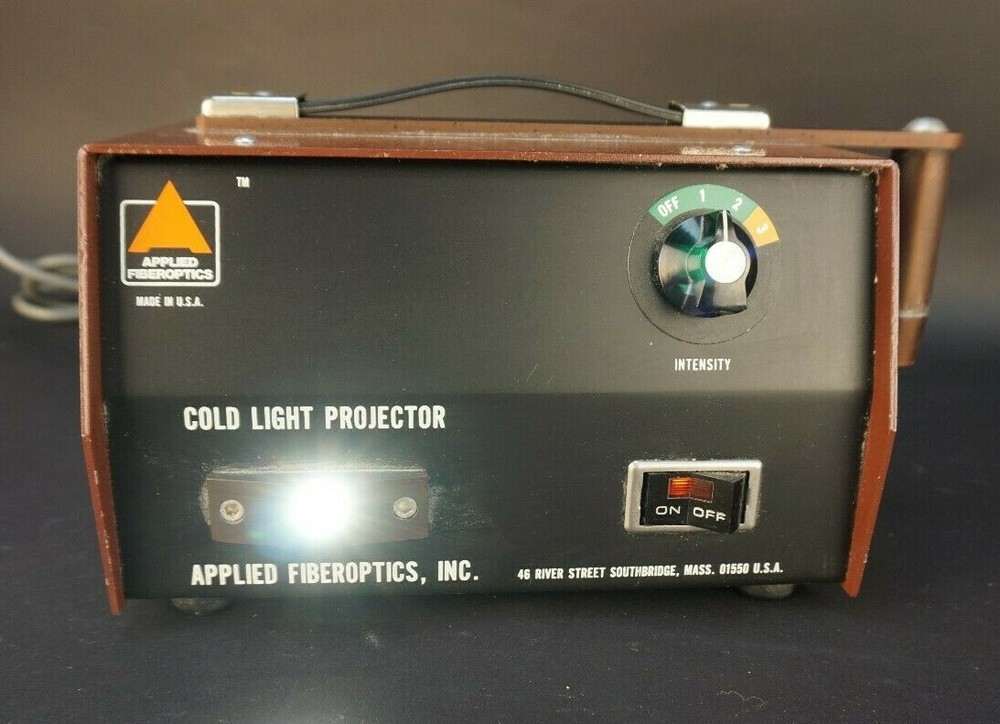 TM
APPLIED
FIBEROPTICS
MADE IN U.S.A.
OFF 1 2 3
INTENSITY
COLD LIGHT PROJECTOR
ON OFF
APPLIED FIBEROPTICS, INC.
46 RIVER STREET SOUTHBRIDGE, MASS. 01550 U.S.A.